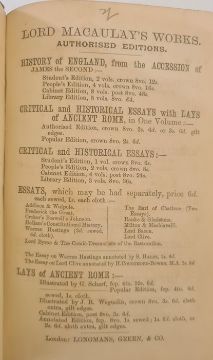 LORD MACAULAY'S WORKS.
AUTHORISED EDITIONS.
HISTORY OF ENGLAND, from the ACCESSION of
JAMES the SECOND:—
Student's Edition, 2 vols. crown 8vo. 12s.
People's Edition, 4 vols. crown 8vo. 16s.
Cabinet Edition, 8 vols. post 8vo. 48s.
Library Edition, 5 vols. 8vo. £4.
CRITICAL and HISTORICAL ESSAYS with LAYS
of ANCIENT ROME, in One Volume:—
Authorised Edition, crown 8vo. 2s. 6d. or 3s. 6d. gilt
edges.
Popular Edition, crown 8vo. 2s. 6d.
CRITICAL and HISTORICAL ESSAYS:—
Student's Edition, 1 vol. crown 8vo. 6s.
People's Edition, 2 vols. crown 8vo. 8s.
Cabinet Edition, 4 vols. post 8vo. 24s.
Library Edition, 3 vols. 8vo. 36s.
ESSAYS, which may be had separately, price 6d.
each sewed, 1s. each cloth:—
Addison & Walpole.
Frederick the Great.
Croker's Boswell's Johnson.
Hallam's Constitutional History.
Warren Hastings (3d. sewed,
6d. cloth).
The Earl of Chatham (Two
Essays).
Ranke & Gladstone.
Milton & Machiavelli.
Lord Bacon.
Lord Clive.
Lord Byron & The Comic Dramatists of the Restoration.
The Essay on Warren Hastings annotated by S. HALES, 1s. 6d.
The Essay on Lord Clive annotated by H. COURTHOPE-BOWEN, M.A. 2s. 6d.
LAYS of ANCIENT ROME:—
Illustrated by G. Scharf, fcp. 4to. 10s. 6d.
Popular Edition, fcp. 4to. 6d.
sewed, 1s. cloth.
Illustrated by J. R. Weguelin, crown 8vo. 3s. 6d. cloth
extra, gilt edges.
Cabinet Edition, post 8vo. 3s. 6d.
Annotated Edition, fcp. 8vo. 1s. sewed; 1s. 6d. cloth, or
2s. 6d. cloth extra, gilt edges.
London: LONGMANS, GREEN, & CO.